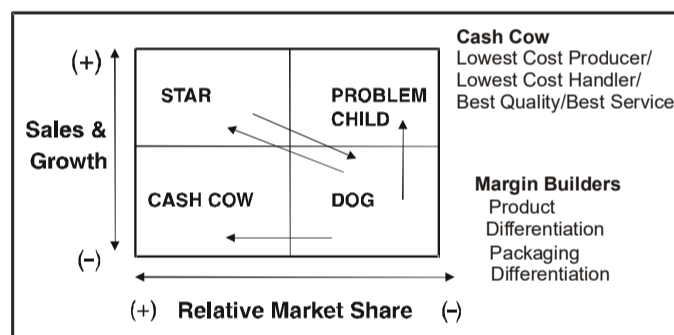 (+)
Sales &
Growth
(−)
STAR
PROBLEM
CHILD
CASH COW
DOG
(+) Relative Market Share (−)
Cash Cow
Lowest Cost Producer/
Lowest Cost Handler/
Best Quality/Best Service
Margin Builders
Product
Differentiation
Packaging
Differentiation